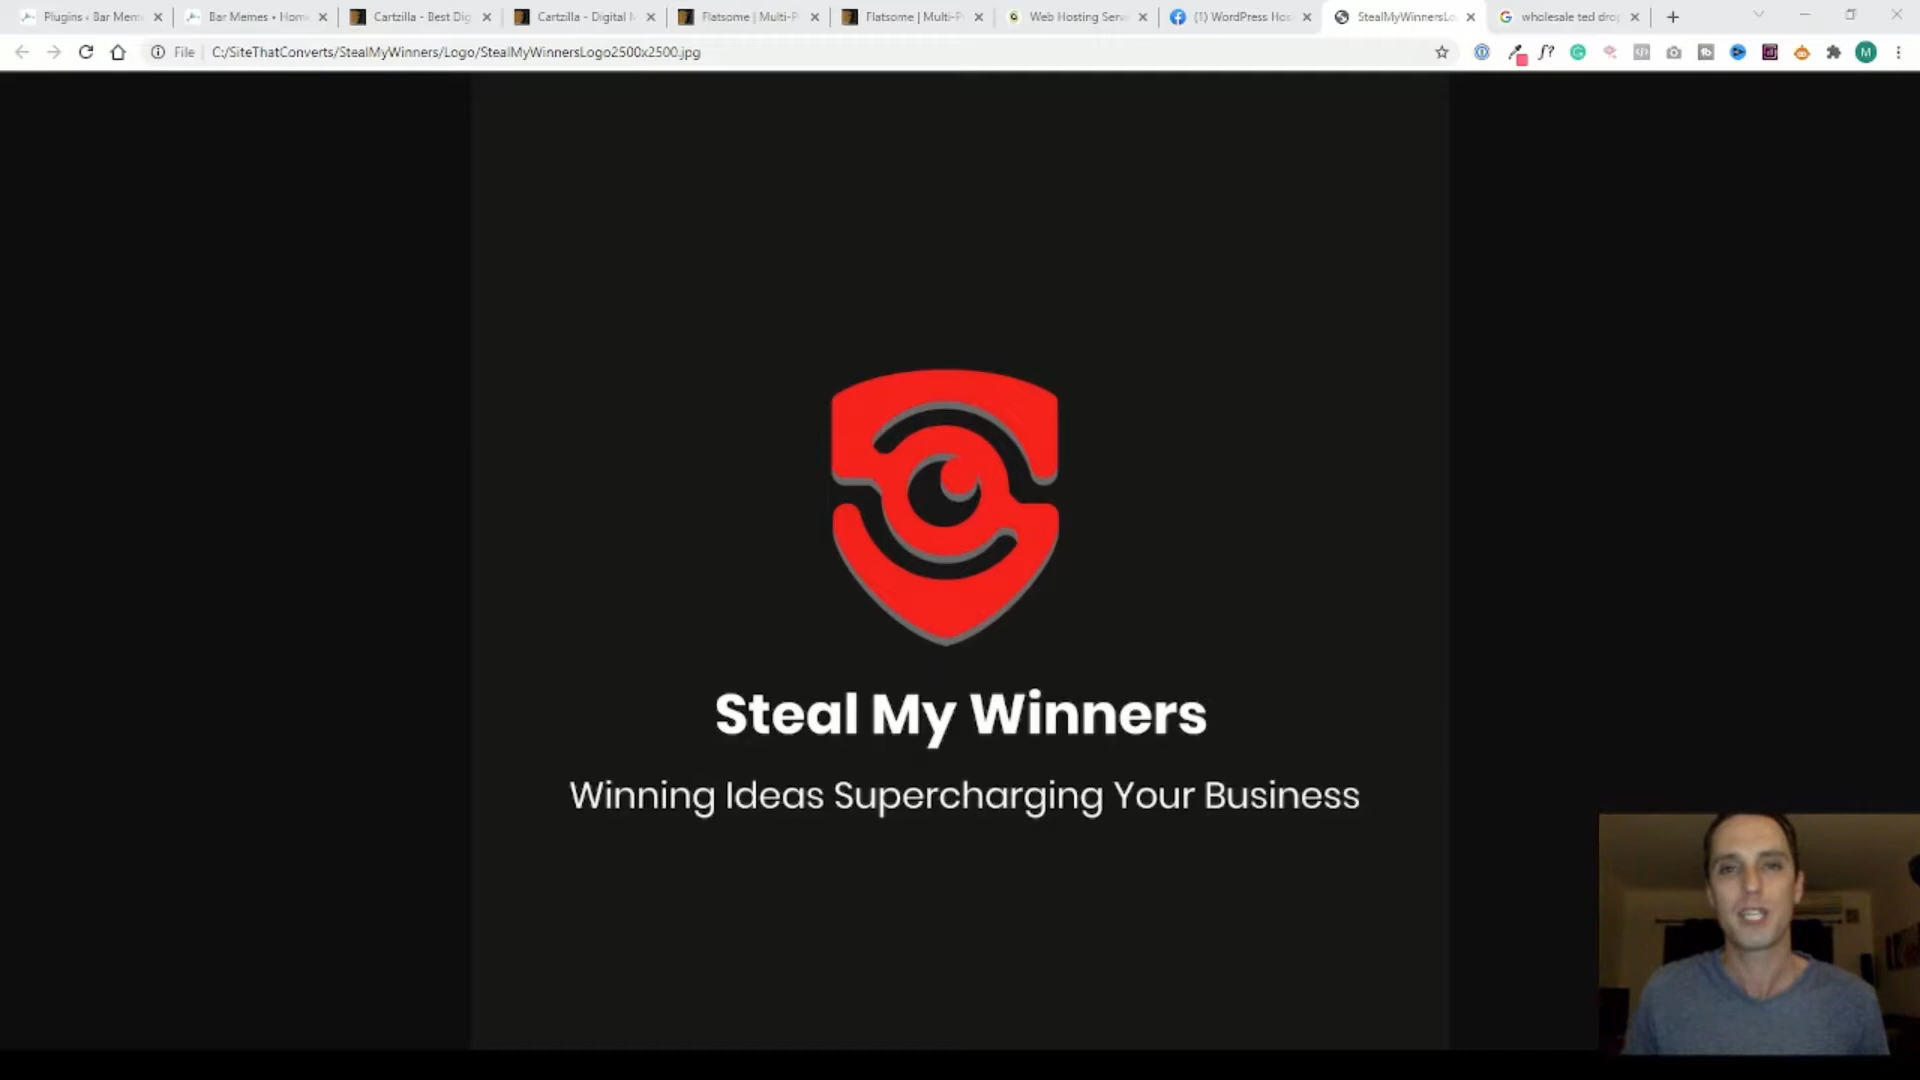 Plugins ‹ Bar Mem
Bar Memes • Hom
Cartzilla - Best Dig
Cartzilla - Digital M
Flatsome | Multi-P
Flatsome | Multi-P
Web Hosting Serv
(1) WordPress Hos
StealMyWinnersLo
wholesale ted dro
File
C:/SiteThatConverts/StealMyWinners/Logo/StealMyWinnersLogo2500x2500.jpg
f?
M
Steal My Winners
Winning Ideas Supercharging Your Business